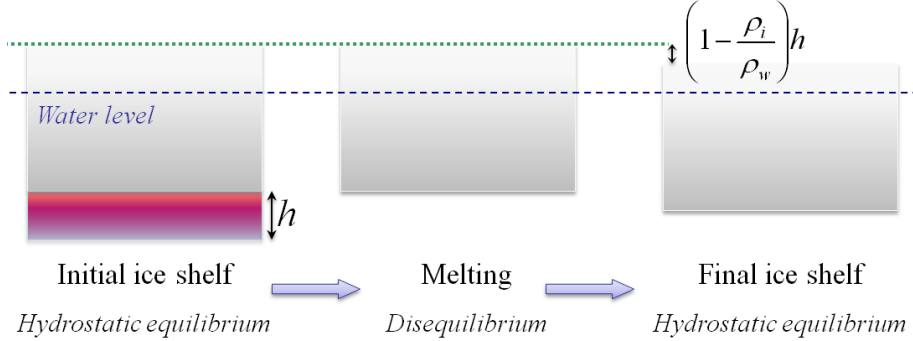 (1 − ρi/ρw)h
Water level
h
Initial ice shelf
Melting
Final ice shelf
Hydrostatic equilibrium
Disequilibrium
Hydrostatic equilibrium